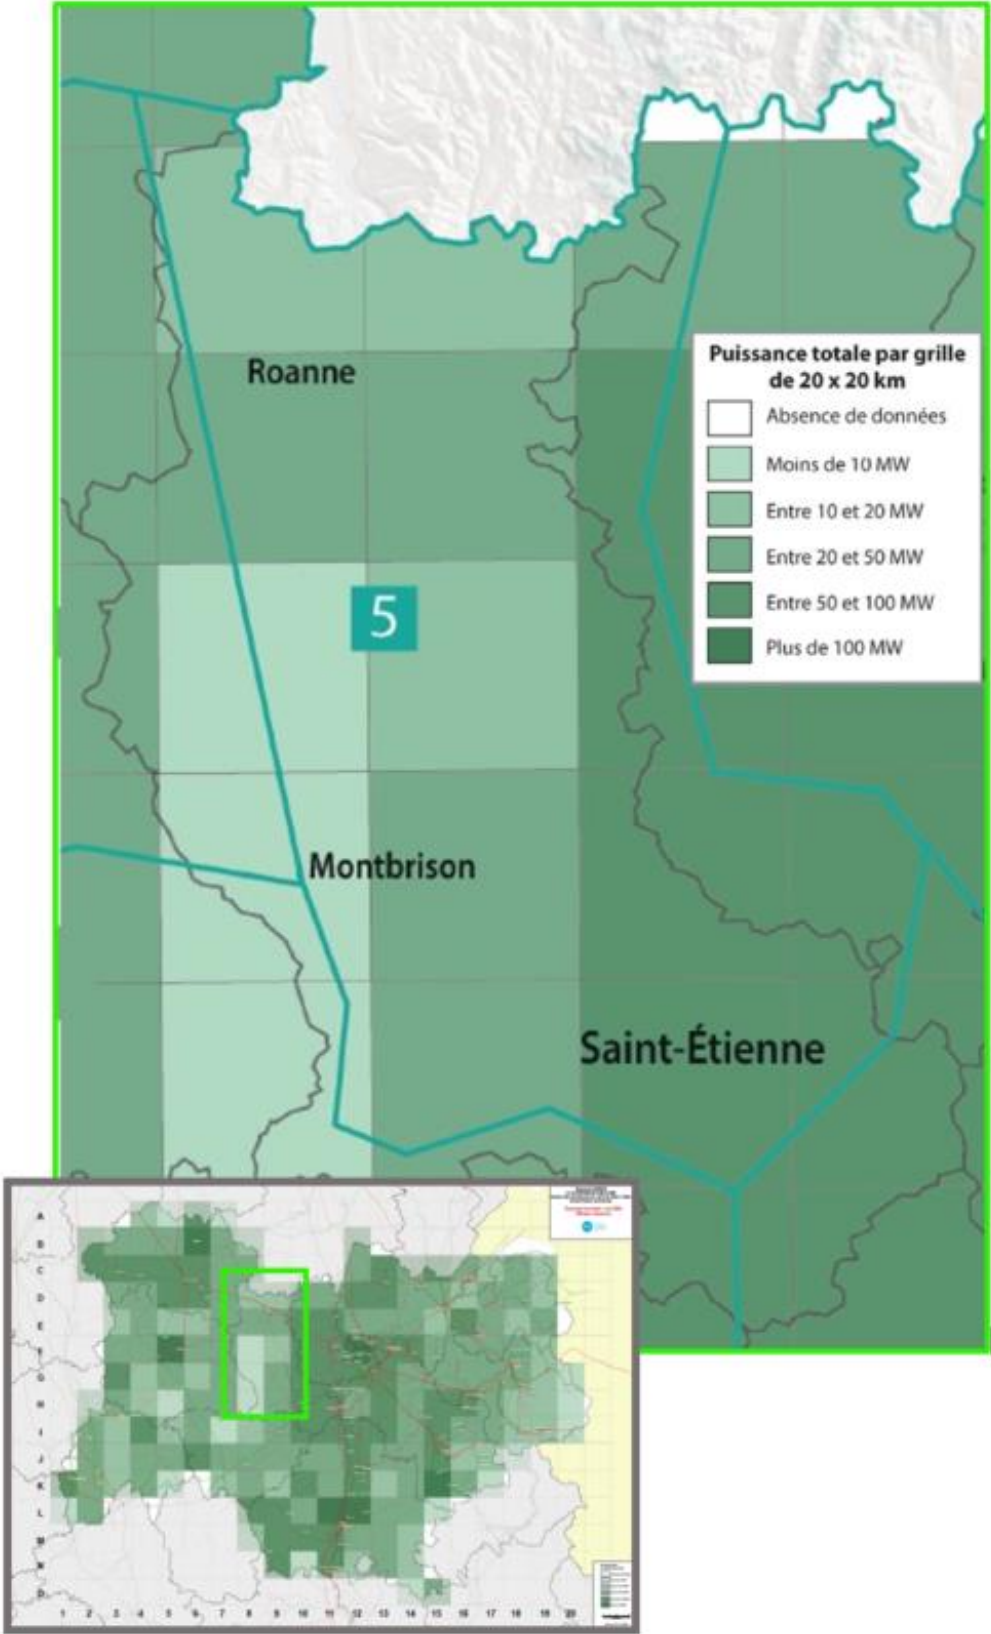 Roanne
Puissance totale par grille
de 20 x 20 km
Absence de données
Moins de 10 MW
Entre 10 et 20 MW
Entre 20 et 50 MW
Entre 50 et 100 MW
Plus de 100 MW
5
Montbrison
Saint-Étienne
A
B
C
D
E
F
G
H
I
J
K
L
M
N
O
1 2 3 4 5 6 7 8 9 10 11 12 13 14 15 16 17 18 19 20